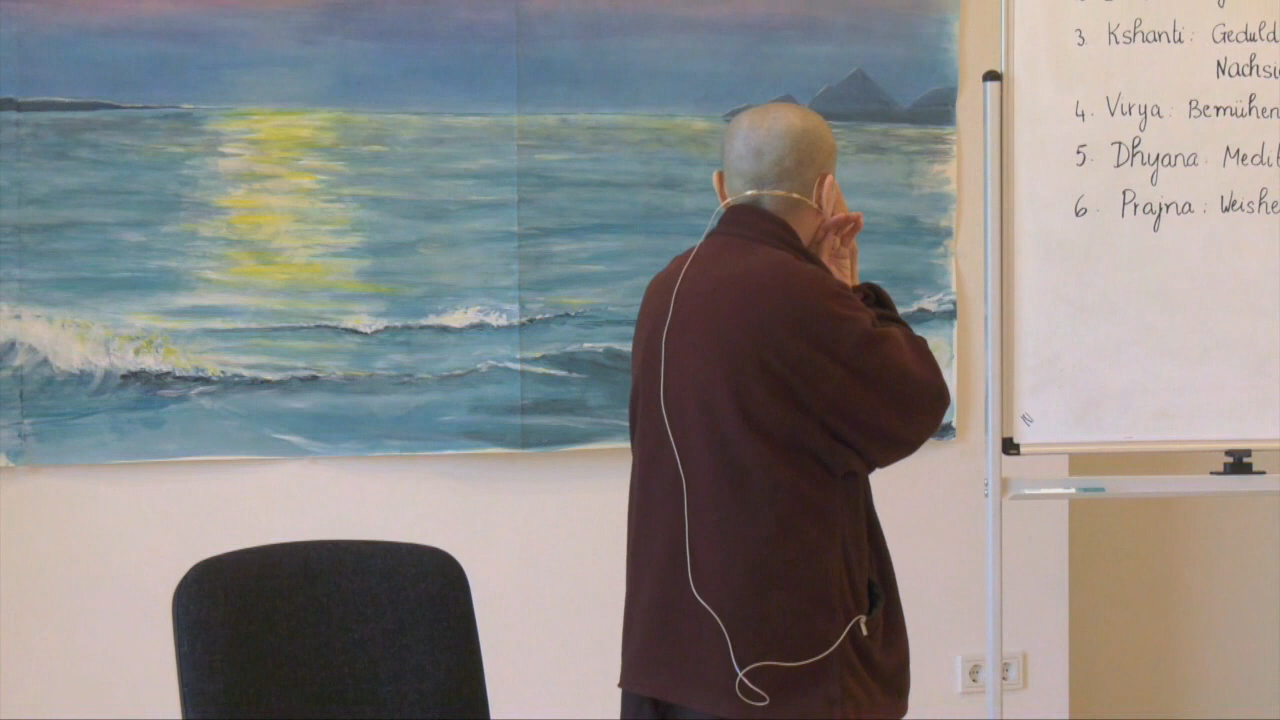 3. Kshanti: Geduld
Nachsi
4. Virya: Bemühen
5. Dhyana: Medit
6. Prajna: Weishe